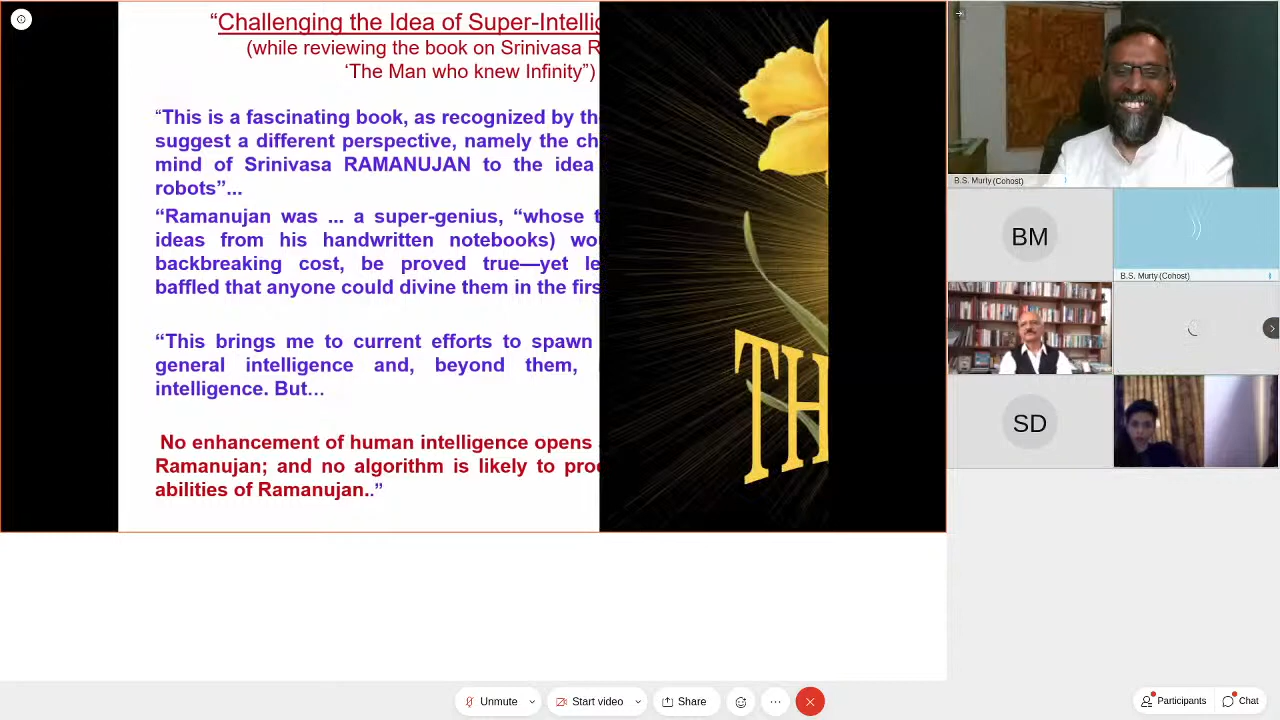 “Challenging the Idea of Super-Intellig
(while reviewing the book on Srinivasa R
‘The Man who knew Infinity”)
“This is a fascinating book, as recognized by th
suggest a different perspective, namely the ch
mind of Srinivasa RAMANUJAN to the idea
robots”...
“Ramanujan was ... a super-genius, “whose t
ideas from his handwritten notebooks) wo
backbreaking cost, be proved true—yet le
baffled that anyone could divine them in the firs
“This brings me to current efforts to spawn
general intelligence and, beyond them,
intelligence. But…
No enhancement of human intelligence opens
Ramanujan; and no algorithm is likely to pro
abilities of Ramanujan..”
TH
B.S. Murty (Cohost)
BM
B.S. Murty (Cohost)
SD
Unmute
Start video
Share
Participants
Chat